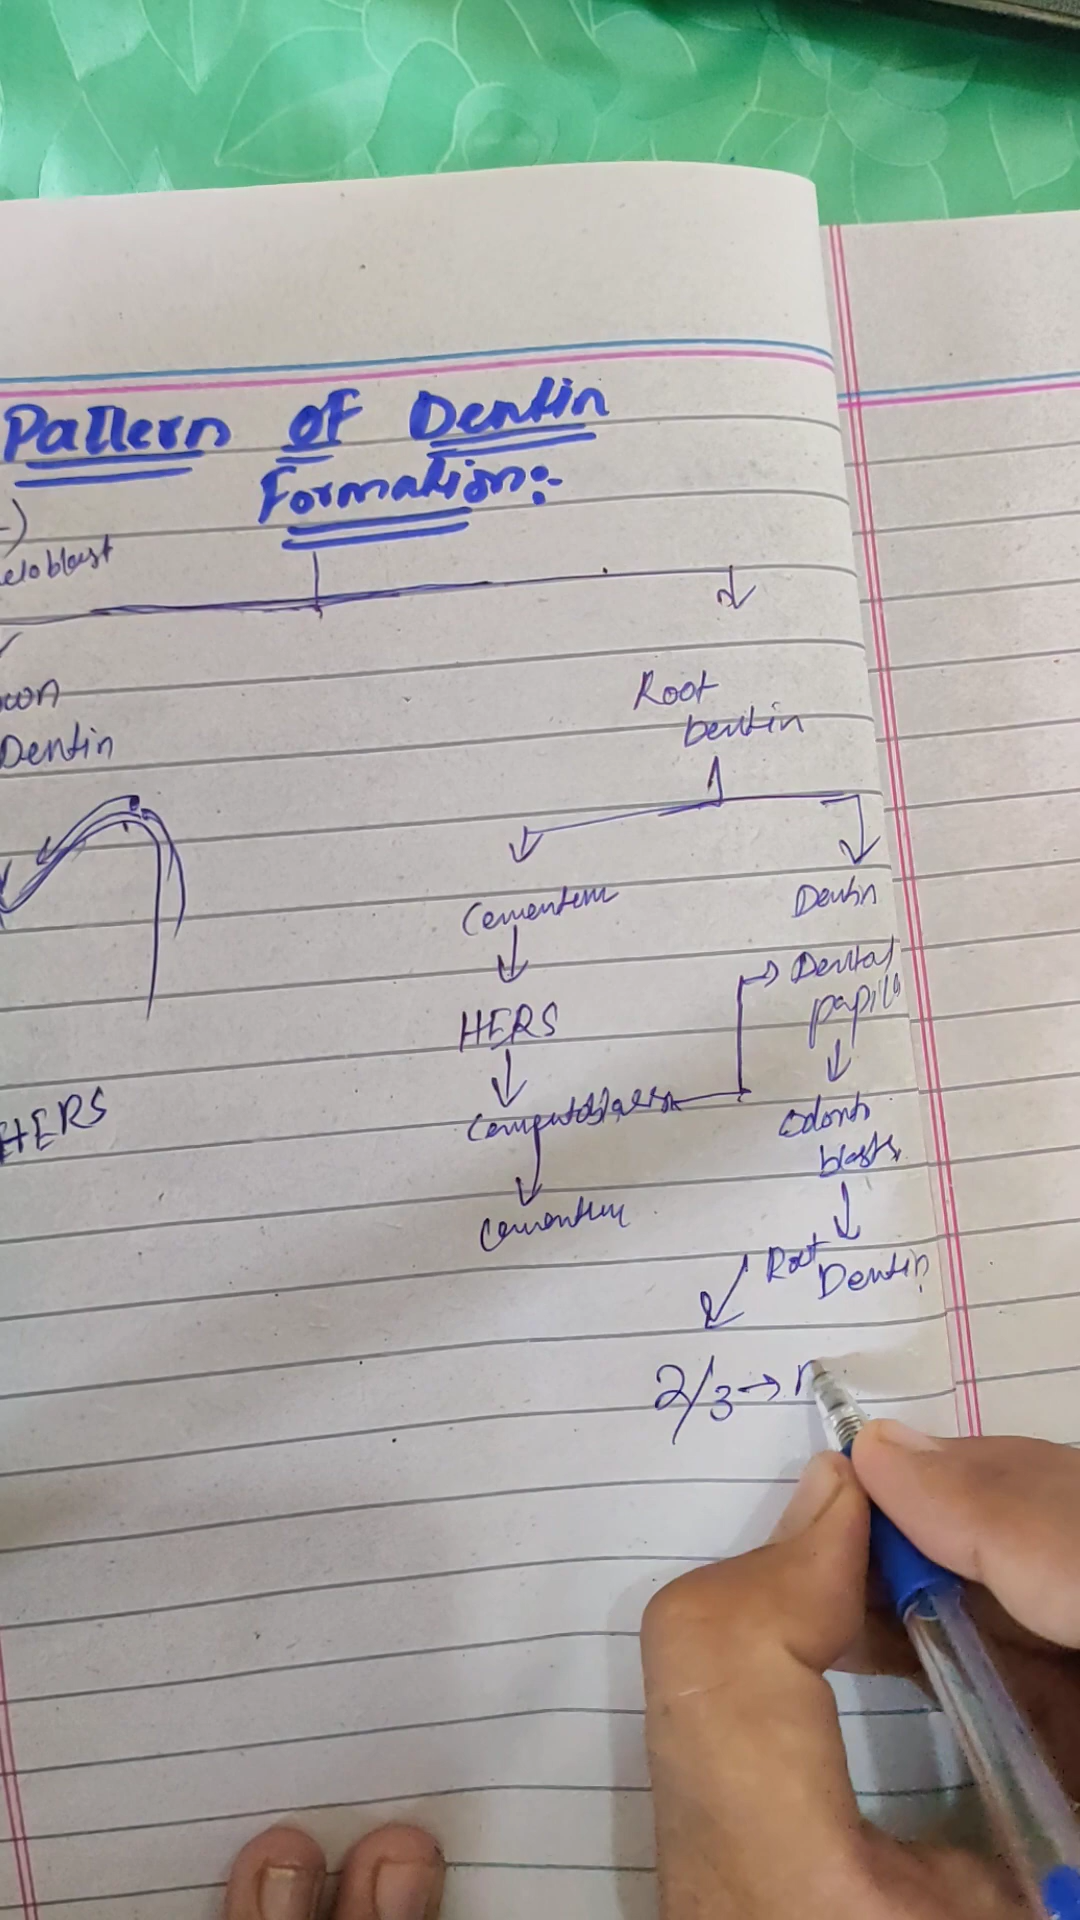 Pattern of Dentin
Formation:-
eloblast
Dentin
Root
Dentin
Cementum
Dentin
HERS
Dental
papilla
HERS
Cementoblasts
Odonto
blasts
Cementum
Root
Dentin
2/3 →